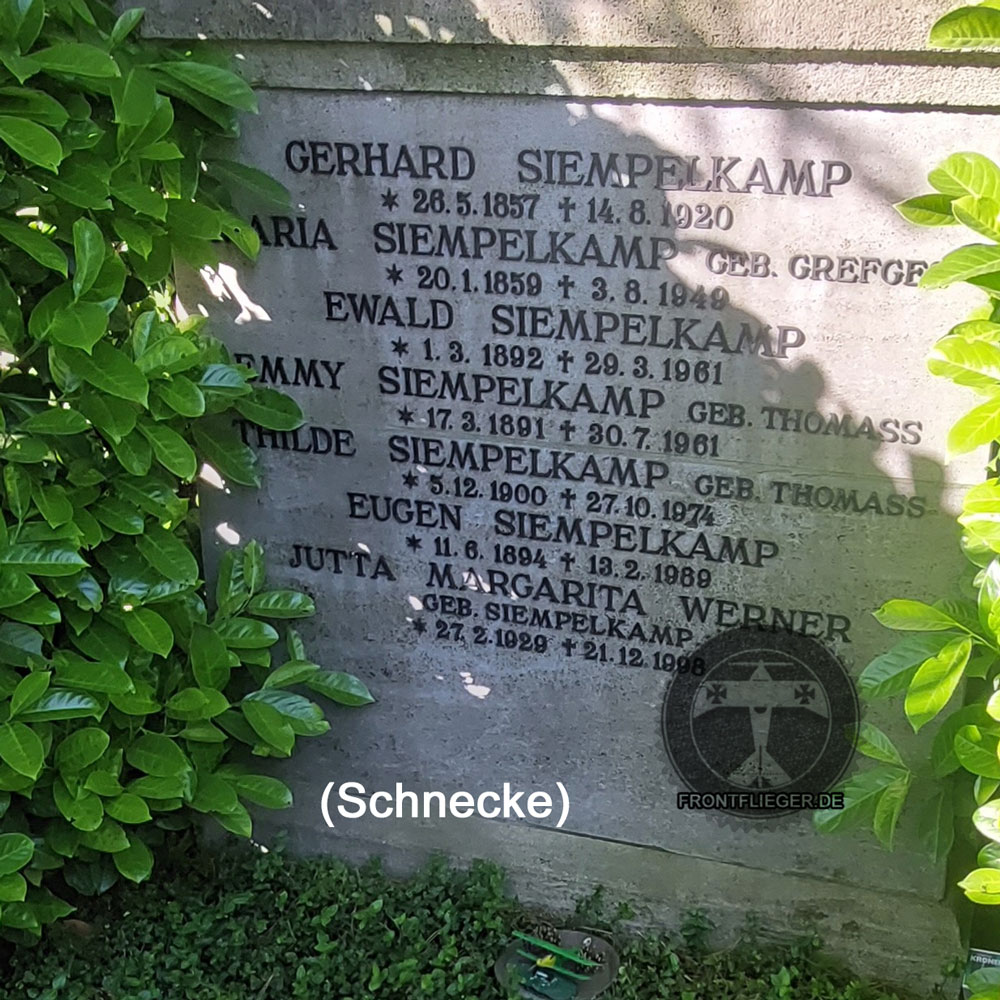 GERHARD SIEMPELKAMP
* 26.5.1857 † 14.8.1920
ARIA SIEMPELKAMP GEB. GREFGES
* 20.1.1859 † 3.8.1949
EWALD SIEMPELKAMP
* 1.3.1892 † 29.3.1961
EMMY SIEMPELKAMP GEB. THOMASS
* 17.3.1891 † 30.7.1961
THILDE SIEMPELKAMP GEB. THOMASS
* 5.12.1900 † 27.10.1974
EUGEN SIEMPELKAMP
* 11.6.1894 † 13.2.1989
JUTTA MARGARITA WERNER
GEB. SIEMPELKAMP
* 27.2.1929 † 21.12.1998
(Schnecke)
FRONTFLIEGER.DE